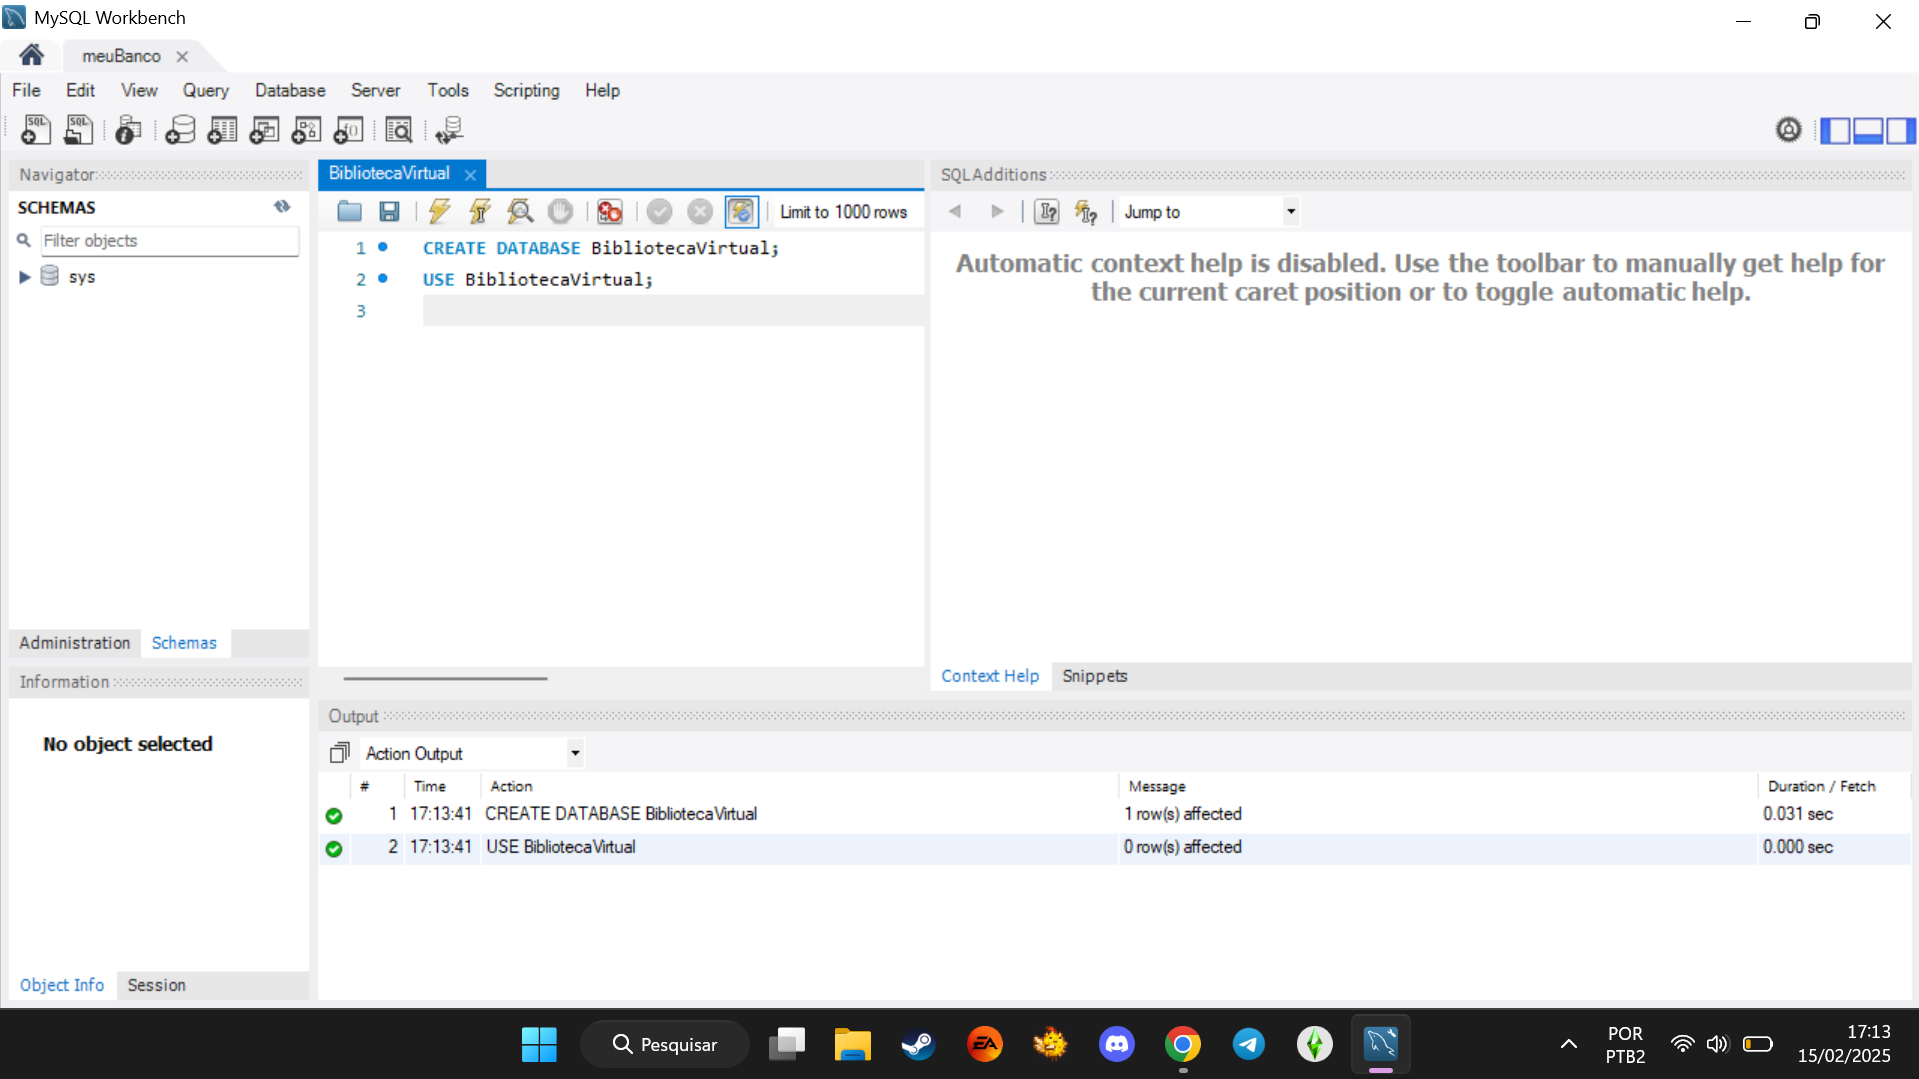 MySQL Workbench
meuBanco
File Edit View Query Database Server Tools Scripting Help
Navigator
SCHEMAS
Filter objects
sys
Administration Schemas
Information
No object selected
Object Info Session
BibliotecaVirtual
Limit to 1000 rows
1 CREATE DATABASE BibliotecaVirtual;
2 USE BibliotecaVirtual;
3
SQLAdditions
Jump to
Automatic context help is disabled. Use the toolbar to manually get help for
the current caret position or to toggle automatic help.
Context Help Snippets
Output
Action Output
# Time Action Message Duration / Fetch
1 17:13:41 CREATE DATABASE BibliotecaVirtual 1 row(s) affected 0.031 sec
2 17:13:41 USE BibliotecaVirtual 0 row(s) affected 0.000 sec
Pesquisar
POR
PTB2
17:13
15/02/2025